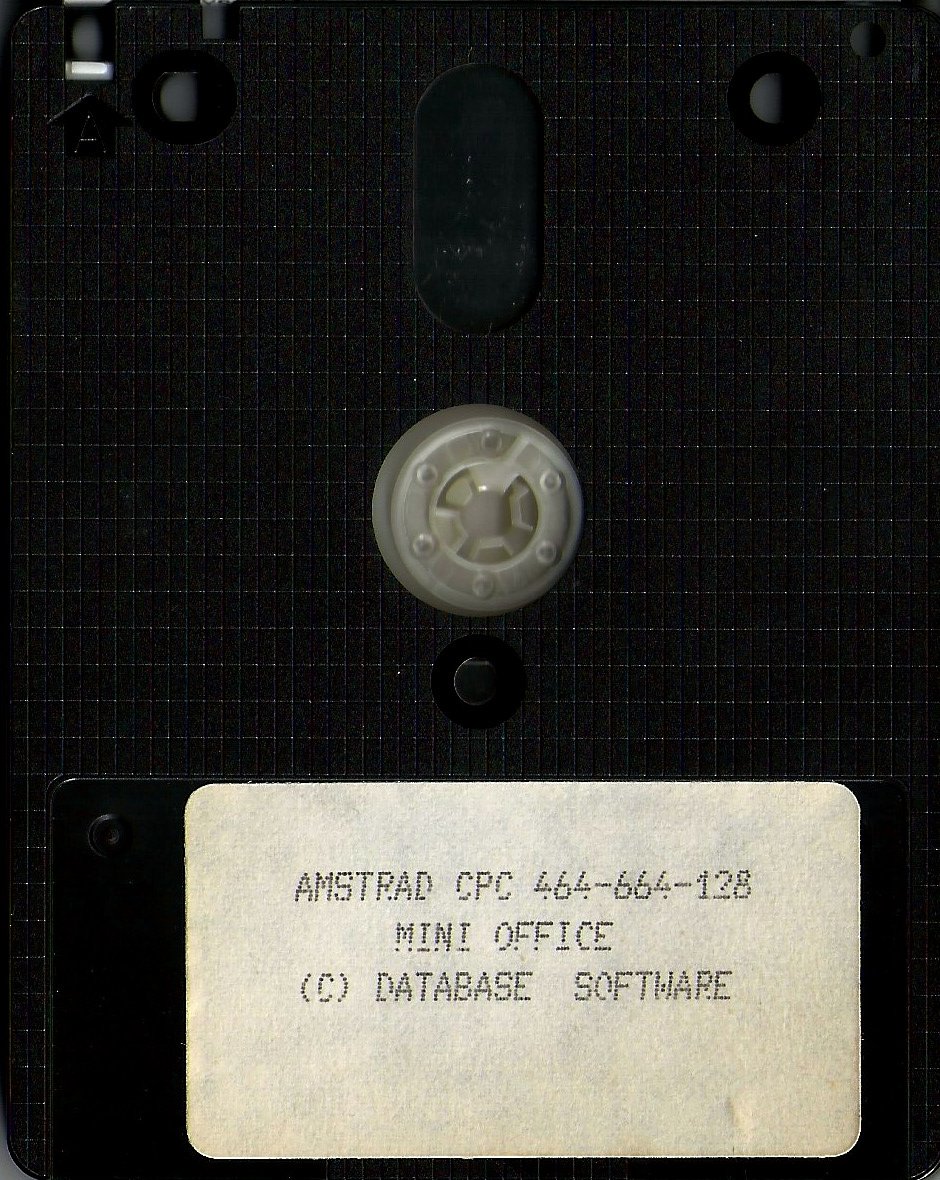 A
AMSTRAD CPC 464-664-128
MINI OFFICE
(C) DATABASE  SOFTWARE